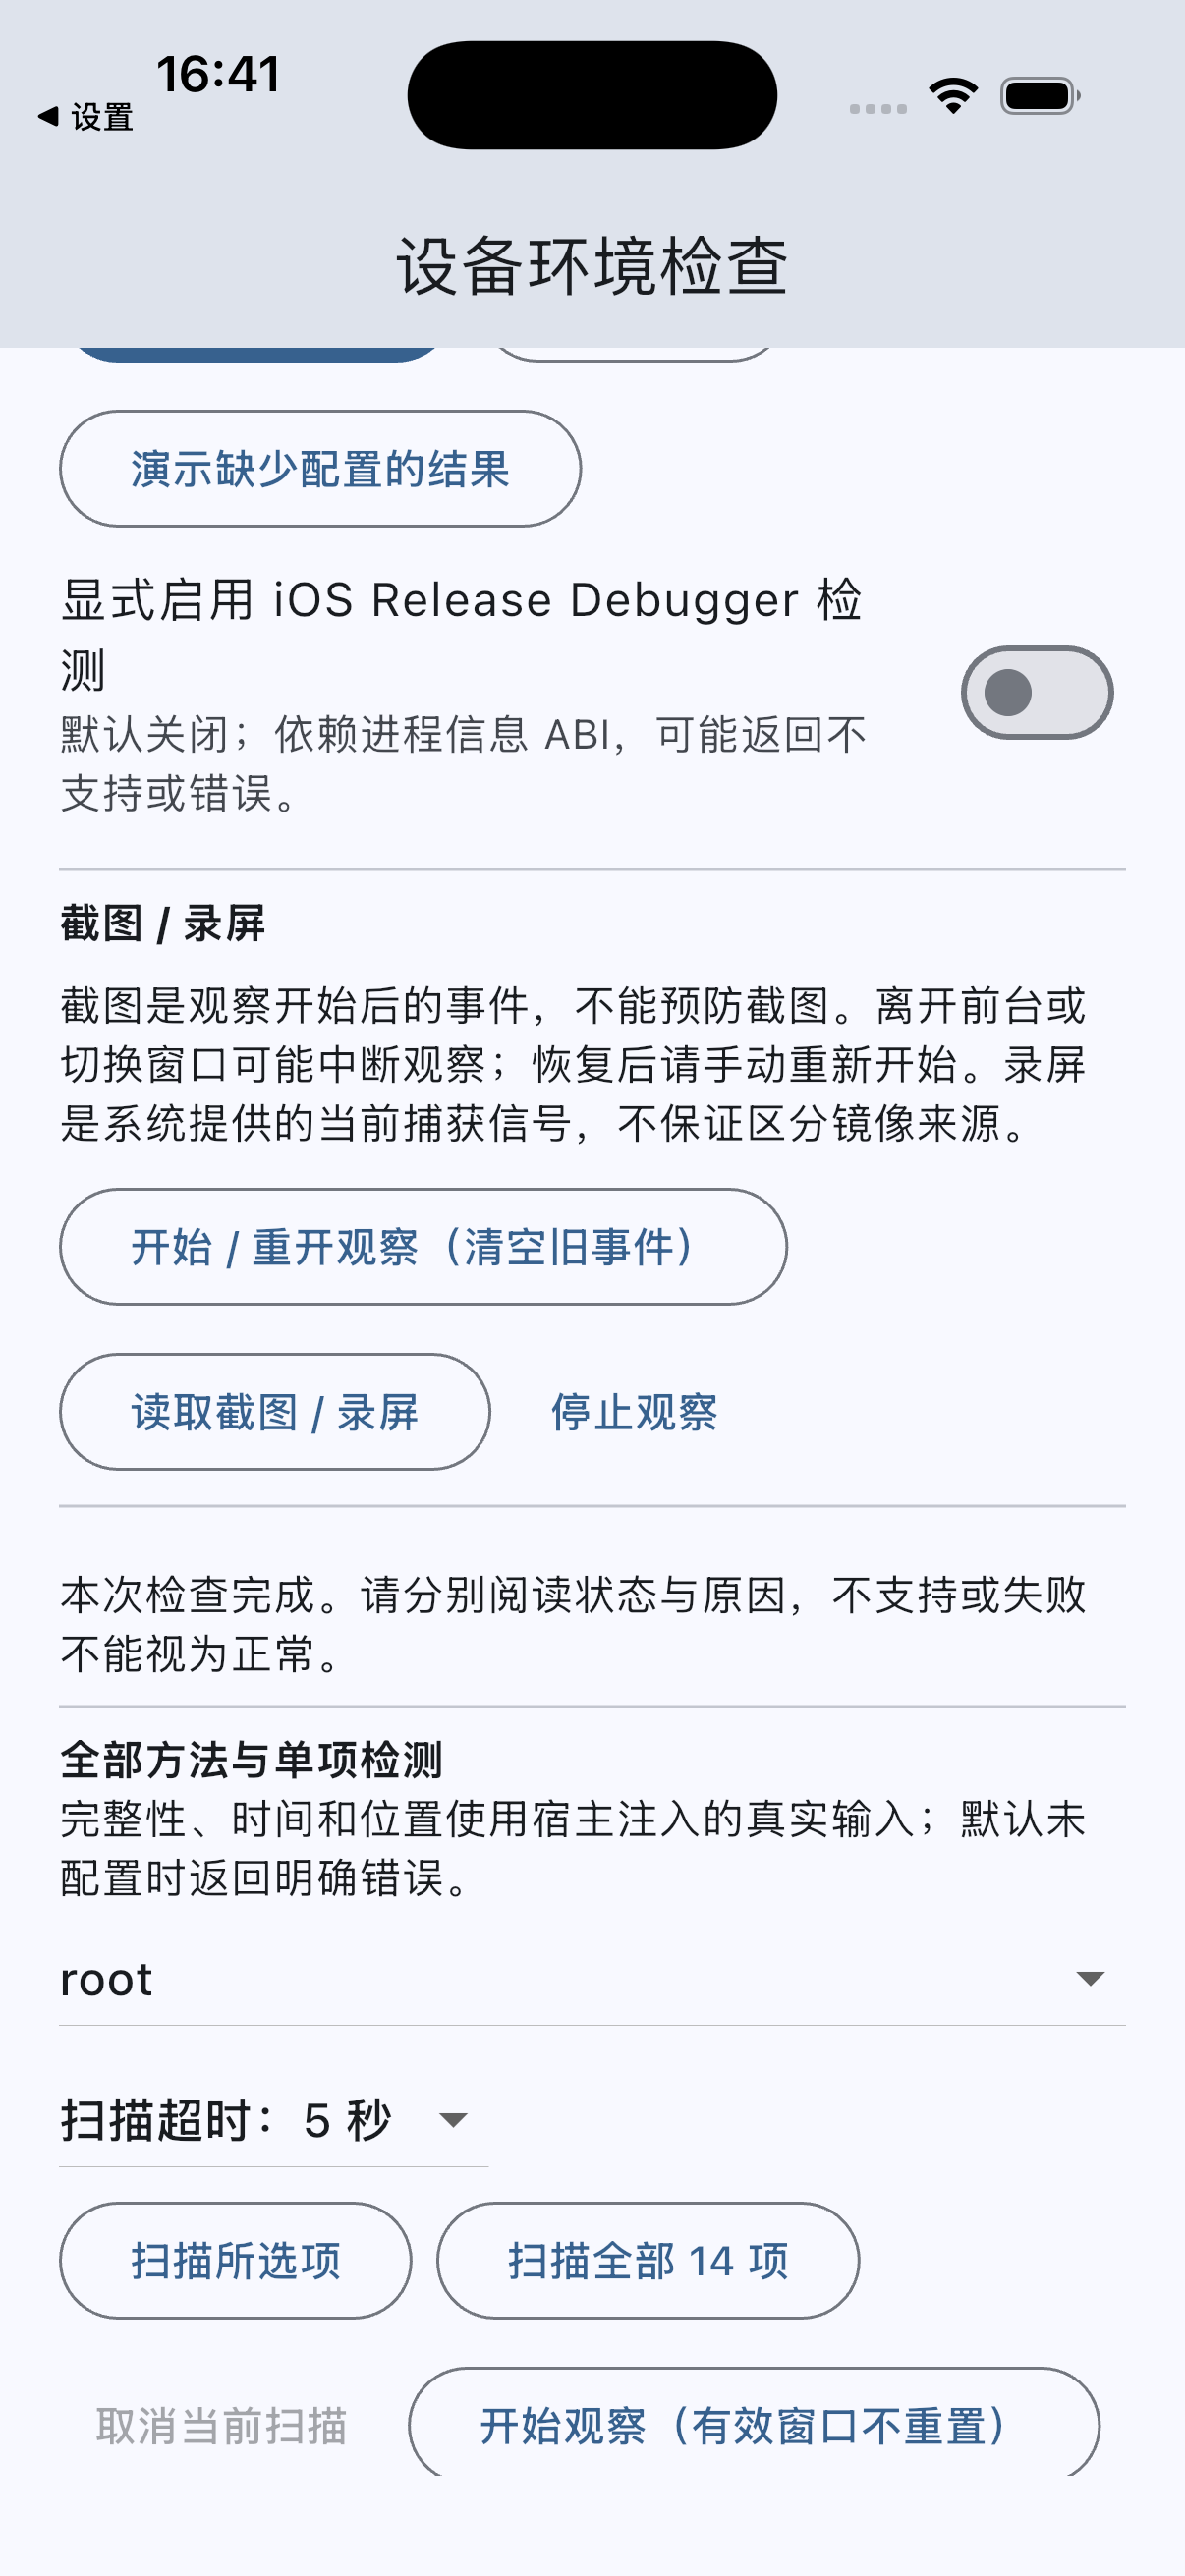 16:41
设置
设备环境检查
演示缺少配置的结果
显式启用 iOS Release Debugger 检
测
默认关闭；依赖进程信息 ABI，可能返回不
支持或错误。
截图 / 录屏
截图是观察开始后的事件，不能预防截图。离开前台或
切换窗口可能中断观察；恢复后请手动重新开始。录屏
是系统提供的当前捕获信号，不保证区分镜像来源。
开始 / 重开观察（清空旧事件）
读取截图 / 录屏
停止观察
本次检查完成。请分别阅读状态与原因，不支持或失败
不能视为正常。
全部方法与单项检测
完整性、时间和位置使用宿主注入的真实输入；默认未
配置时返回明确错误。
root
扫描超时：5 秒
扫描所选项
扫描全部 14 项
取消当前扫描
开始观察（有效窗口不重置）